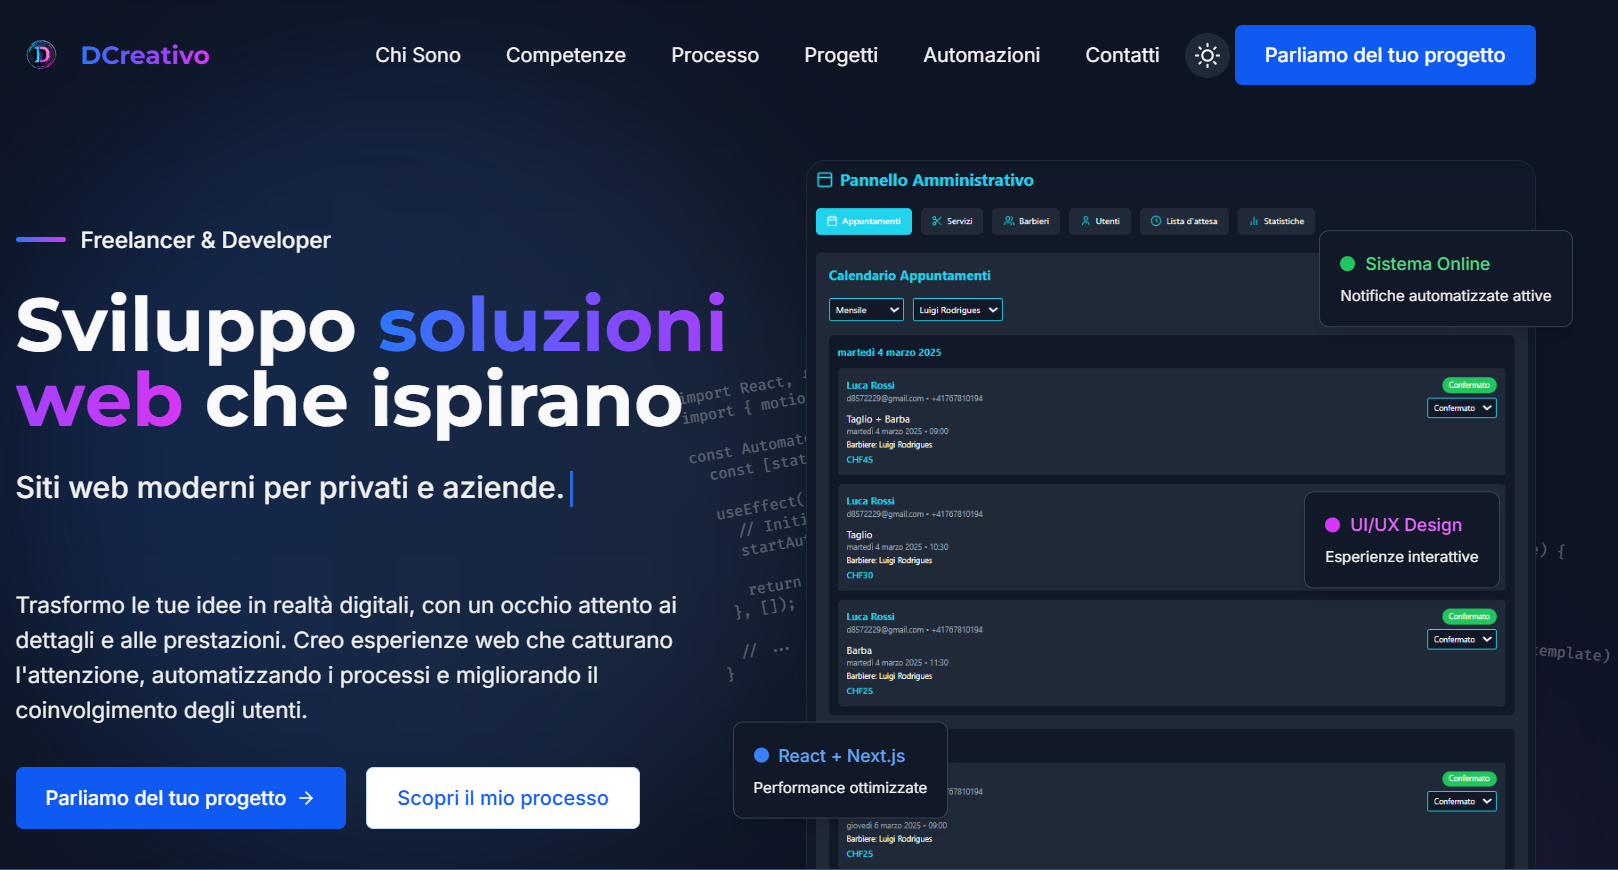 DCreativo
Chi Sono
Competenze
Processo
Progetti
Automazioni
Contatti
Parliamo del tuo progetto
Freelancer & Developer
Sviluppo soluzioni
web che ispirano
Siti web moderni per privati e aziende.
Trasformo le tue idee in realtà digitali, con un occhio attento ai
dettagli e alle prestazioni. Creo esperienze web che catturano
l'attenzione, automatizzando i processi e migliorando il
coinvolgimento degli utenti.
Parliamo del tuo progetto →
Scopri il mio processo
import React,
import { motio
const Automat
const [stat
useEffect(
// Initi
startAu
return
}, []);
// ...
}
) {
template)
Pannello Amministrativo
Appuntamenti
Servizi
Barbieri
Utenti
Lista d'attesa
Statistiche
Sistema Online
Notifiche automatizzate attive
Calendario Appuntamenti
Mensile
Luigi Rodrigues
martedì 4 marzo 2025
Luca Rossi
d8572229@gmail.com • +41767810194
Taglio + Barba
martedì 4 marzo 2025 • 09:00
Barbiere: Luigi Rodrigues
CHF45
Confermato
Confermato
Luca Rossi
d8572229@gmail.com • +41767810194
Taglio
martedì 4 marzo 2025 • 10:30
Barbiere: Luigi Rodrigues
CHF30
UI/UX Design
Esperienze interattive
Luca Rossi
d8572229@gmail.com • +41767810194
Barba
martedì 4 marzo 2025 • 11:30
Barbiere: Luigi Rodrigues
CHF25
Confermato
Confermato
React + Next.js
Performance ottimizzate
67810194
giovedì 6 marzo 2025 • 09:00
Barbiere: Luigi Rodrigues
CHF25
Confermato
Confermato